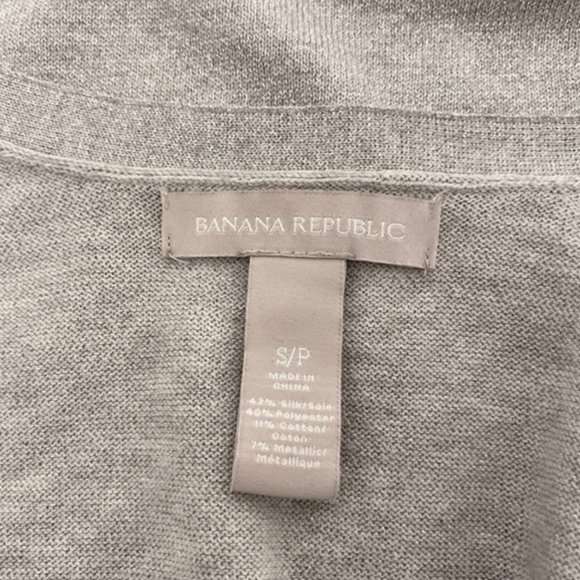 BANANA REPUBLIC
S/P
MADE IN
CHINA
42% Silk/Soie
40% Polyester
11% Cotton/
Coton
7% Metallic/
Métallique